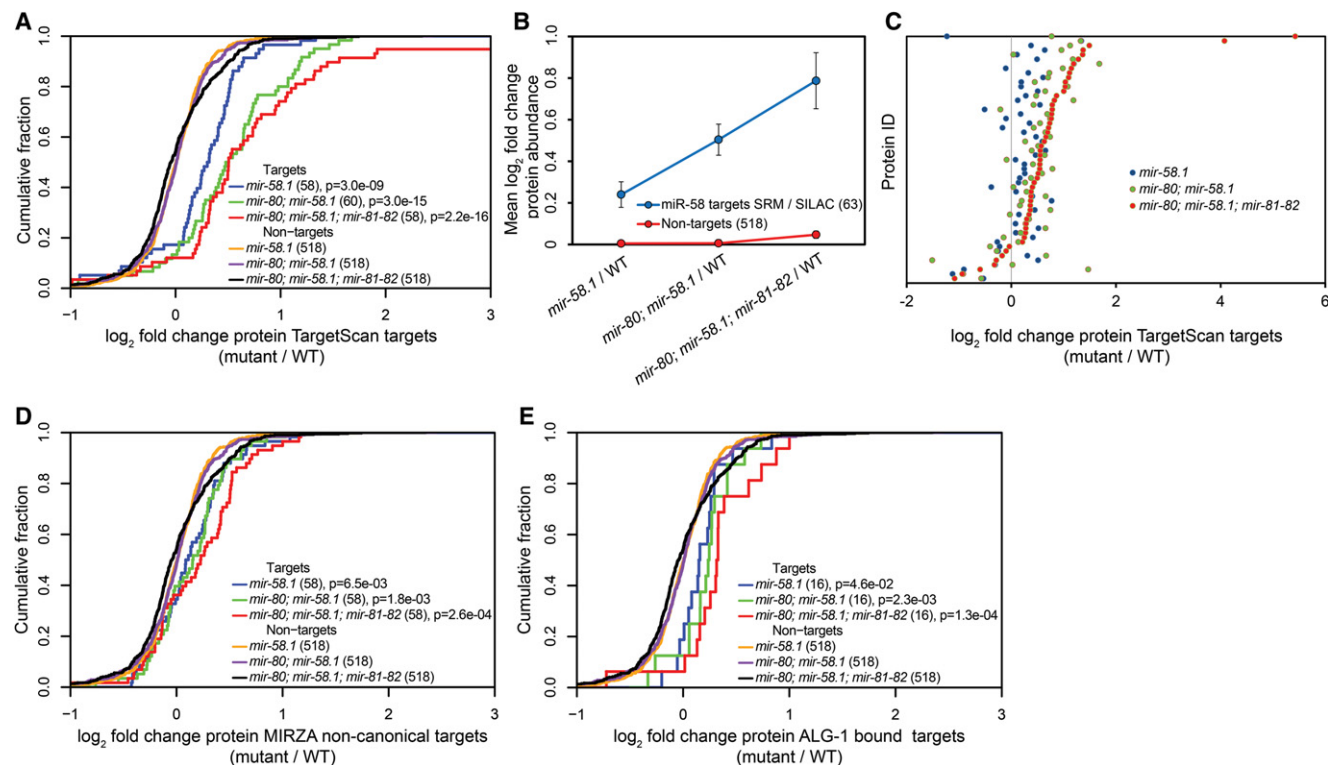 A
1.0
0.8
0.6
0.4
0.2
0.0
Cumulative fraction
Targets
mir-58.1 (58), p=3.0e-09
mir-80; mir-58.1 (60), p=3.0e-15
mir-80; mir-58.1; mir-81-82 (58), p=2.2e-16
Non-targets
mir-58.1 (518)
mir-80; mir-58.1 (518)
mir-80; mir-58.1; mir-81-82 (518)
−1 0 1 2 3
log2 fold change protein TargetScan targets
(mutant / WT)
B
1
0.8
0.6
0.4
0.2
0
Mean log2 fold change
protein abundance
miR-58 targets SRM / SILAC (63)
Non-targets (518)
mir-58.1 / WT
mir-80; mir-58.1 / WT
mir-80; mir-58.1; mir-81-82 / WT
C
Protein ID
mir-58.1
mir-80; mir-58.1
mir-80; mir-58.1; mir-81-82
-2 0 2 4 6
log2 fold change protein TargetScan targets
(mutant / WT)
D
1.0
0.8
0.6
0.4
0.2
0.0
Cumulative fraction
Targets
mir-58.1 (58), p=6.5e-03
mir-80; mir-58.1 (58), p=1.8e-03
mir-80; mir-58.1; mir-81-82 (58), p=2.6e-04
Non-targets
mir-58.1 (518)
mir-80; mir-58.1 (518)
mir-80; mir-58.1; mir-81-82 (518)
−1 0 1 2 3
log2 fold change protein MIRZA non-canonical targets
(mutant / WT)
E
1.0
0.8
0.6
0.4
0.2
0.0
Cumulative fraction
Targets
mir-58.1 (16), p=4.6e-02
mir-80; mir-58.1 (16), p=2.3e-03
mir-80; mir-58.1; mir-81-82 (16), p=1.3e-04
Non-targets
mir-58.1 (518)
mir-80; mir-58.1 (518)
mir-80; mir-58.1; mir-81-82 (518)
−1 0 1 2 3
log2 fold change protein ALG-1 bound targets
(mutant / WT)